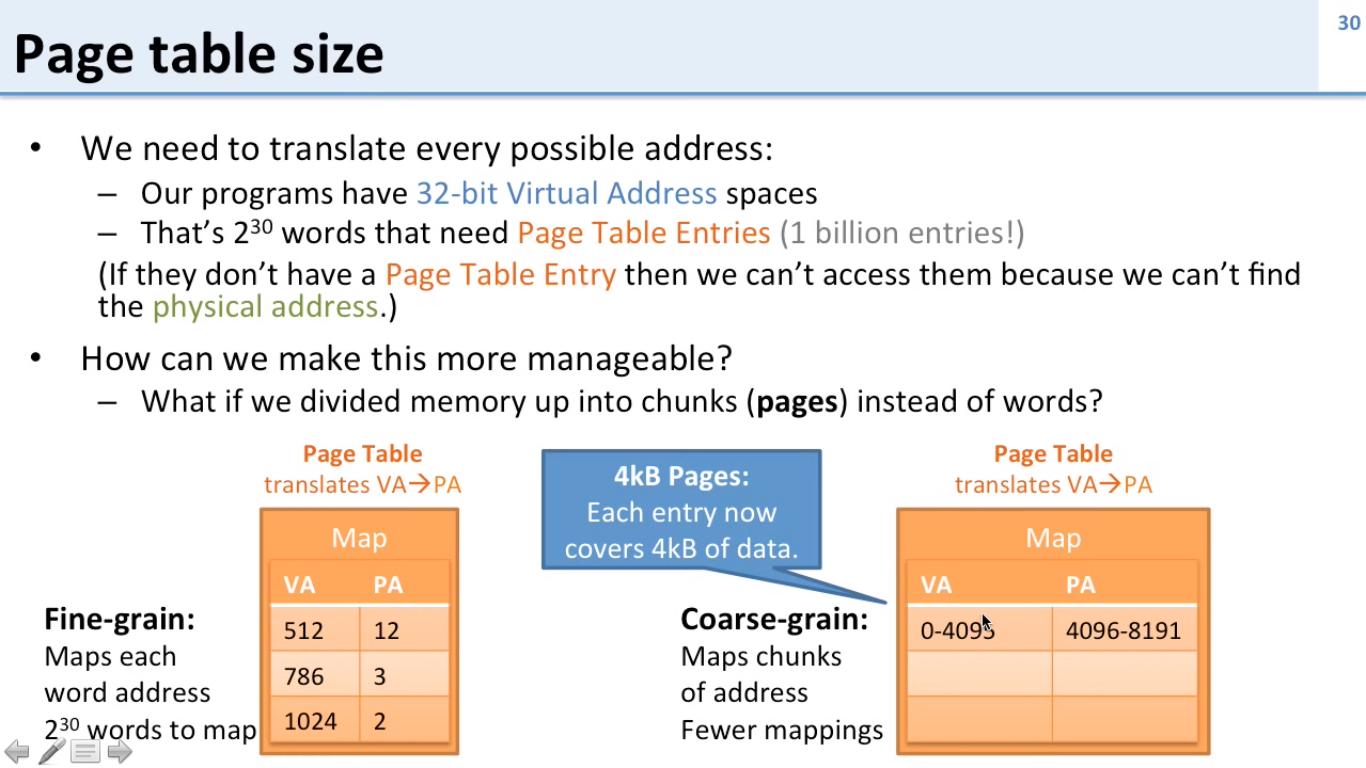 Page table size
30
• We need to translate every possible address:
– Our programs have 32-bit Virtual Address spaces
– That's 2³⁰ words that need Page Table Entries (1 billion entries!)
(If they don't have a Page Table Entry then we can't access them because we can't find
the physical address.)
• How can we make this more manageable?
– What if we divided memory up into chunks (pages) instead of words?
Page Table
translates VA→PA
Map
VA PA
512 12
786 3
1024 2
Fine-grain:
Maps each
word address
2³⁰ words to map
4kB Pages:
Each entry now
covers 4kB of data.
Coarse-grain:
Maps chunks
of address
Fewer mappings
Page Table
translates VA→PA
Map
VA PA
0-4095 4096-8191